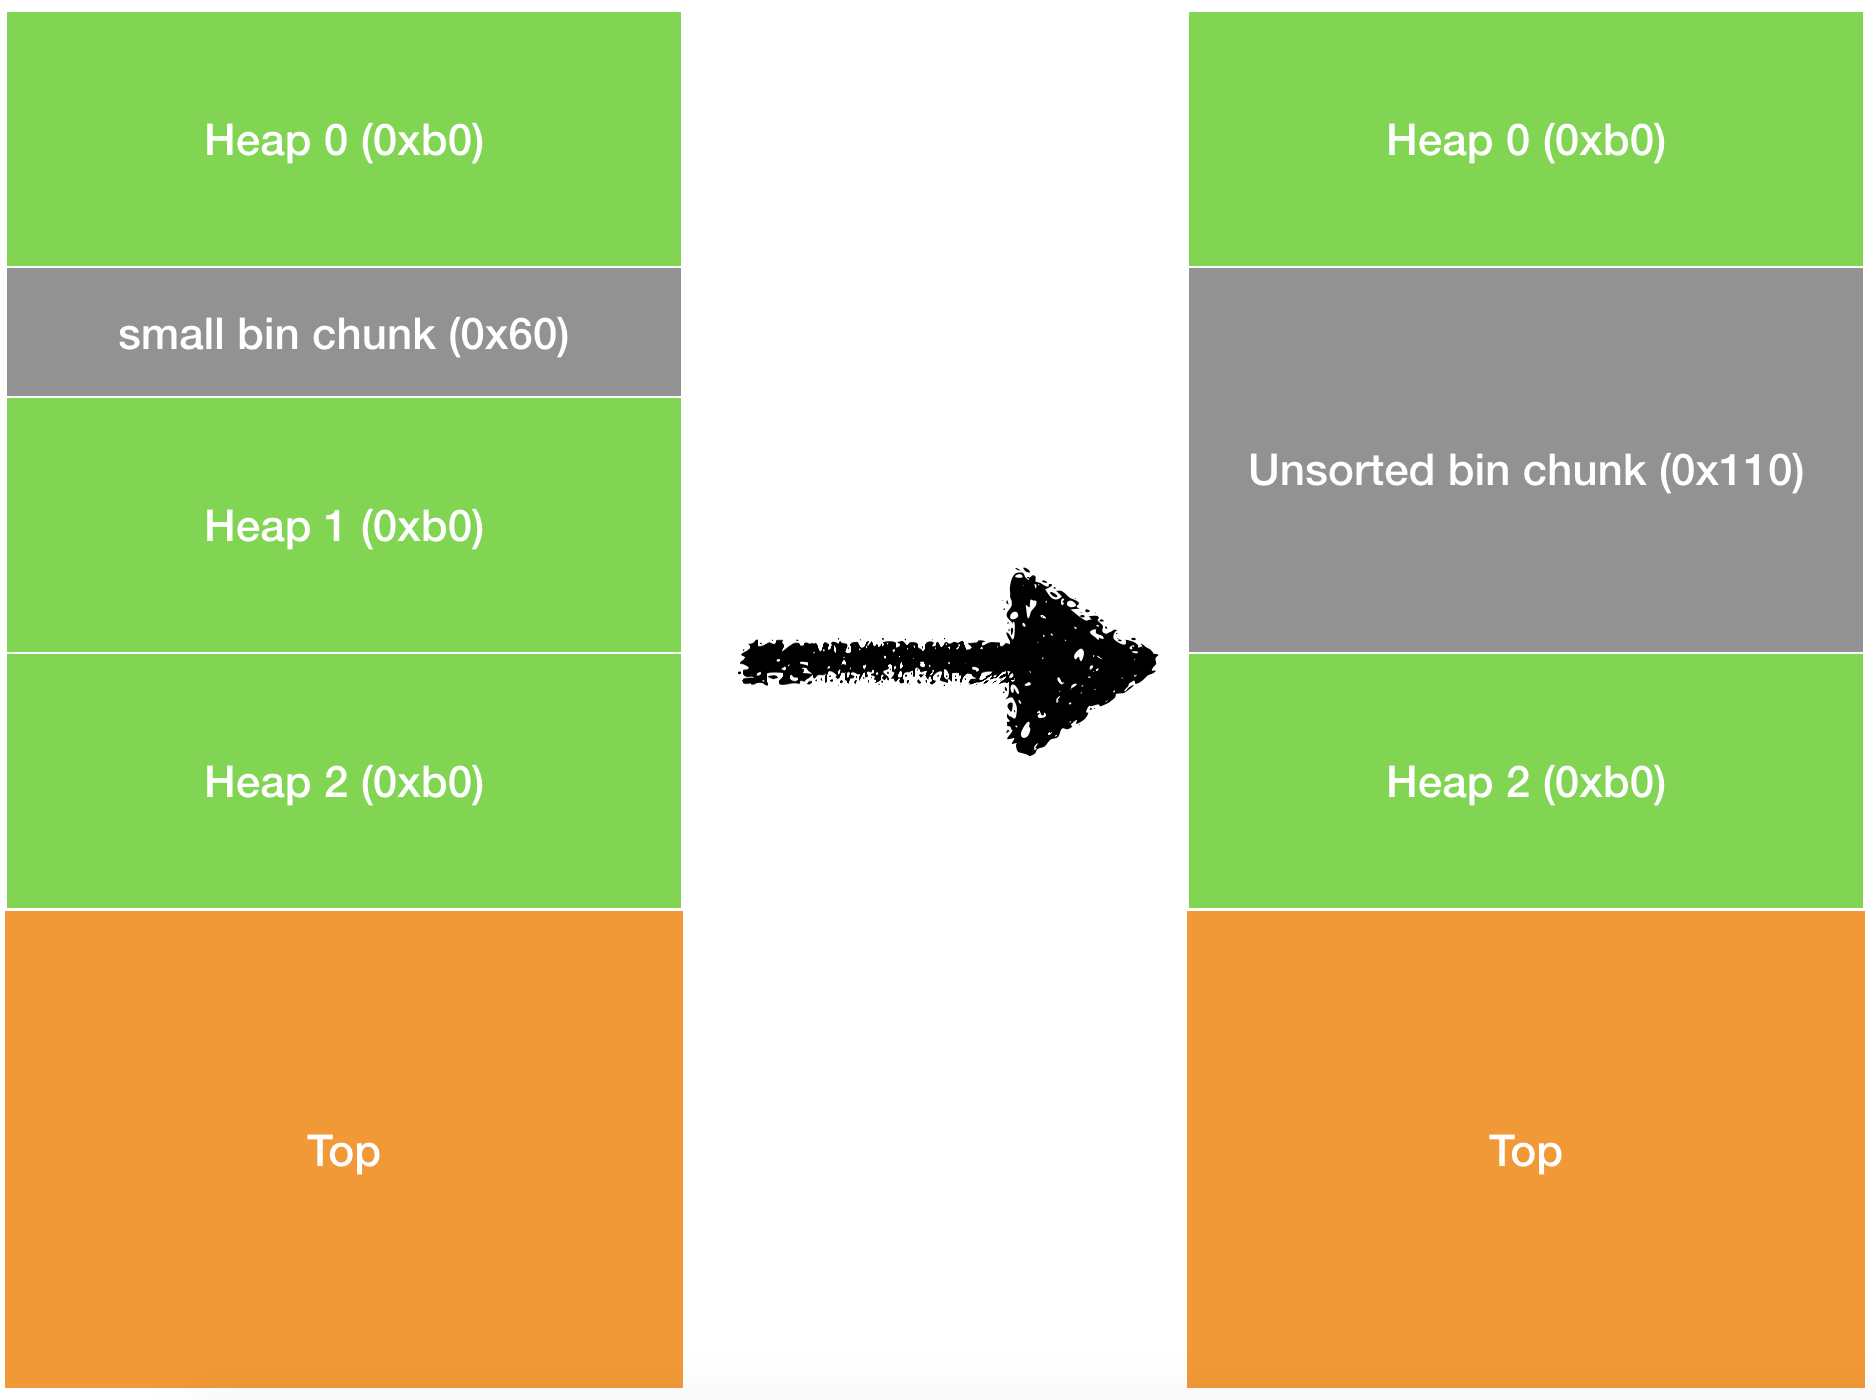 Heap 0 (0xb0)
small bin chunk (0x60)
Heap 1 (0xb0)
Heap 2 (0xb0)
Top
Heap 0 (0xb0)
Unsorted bin chunk (0x110)
Heap 2 (0xb0)
Top